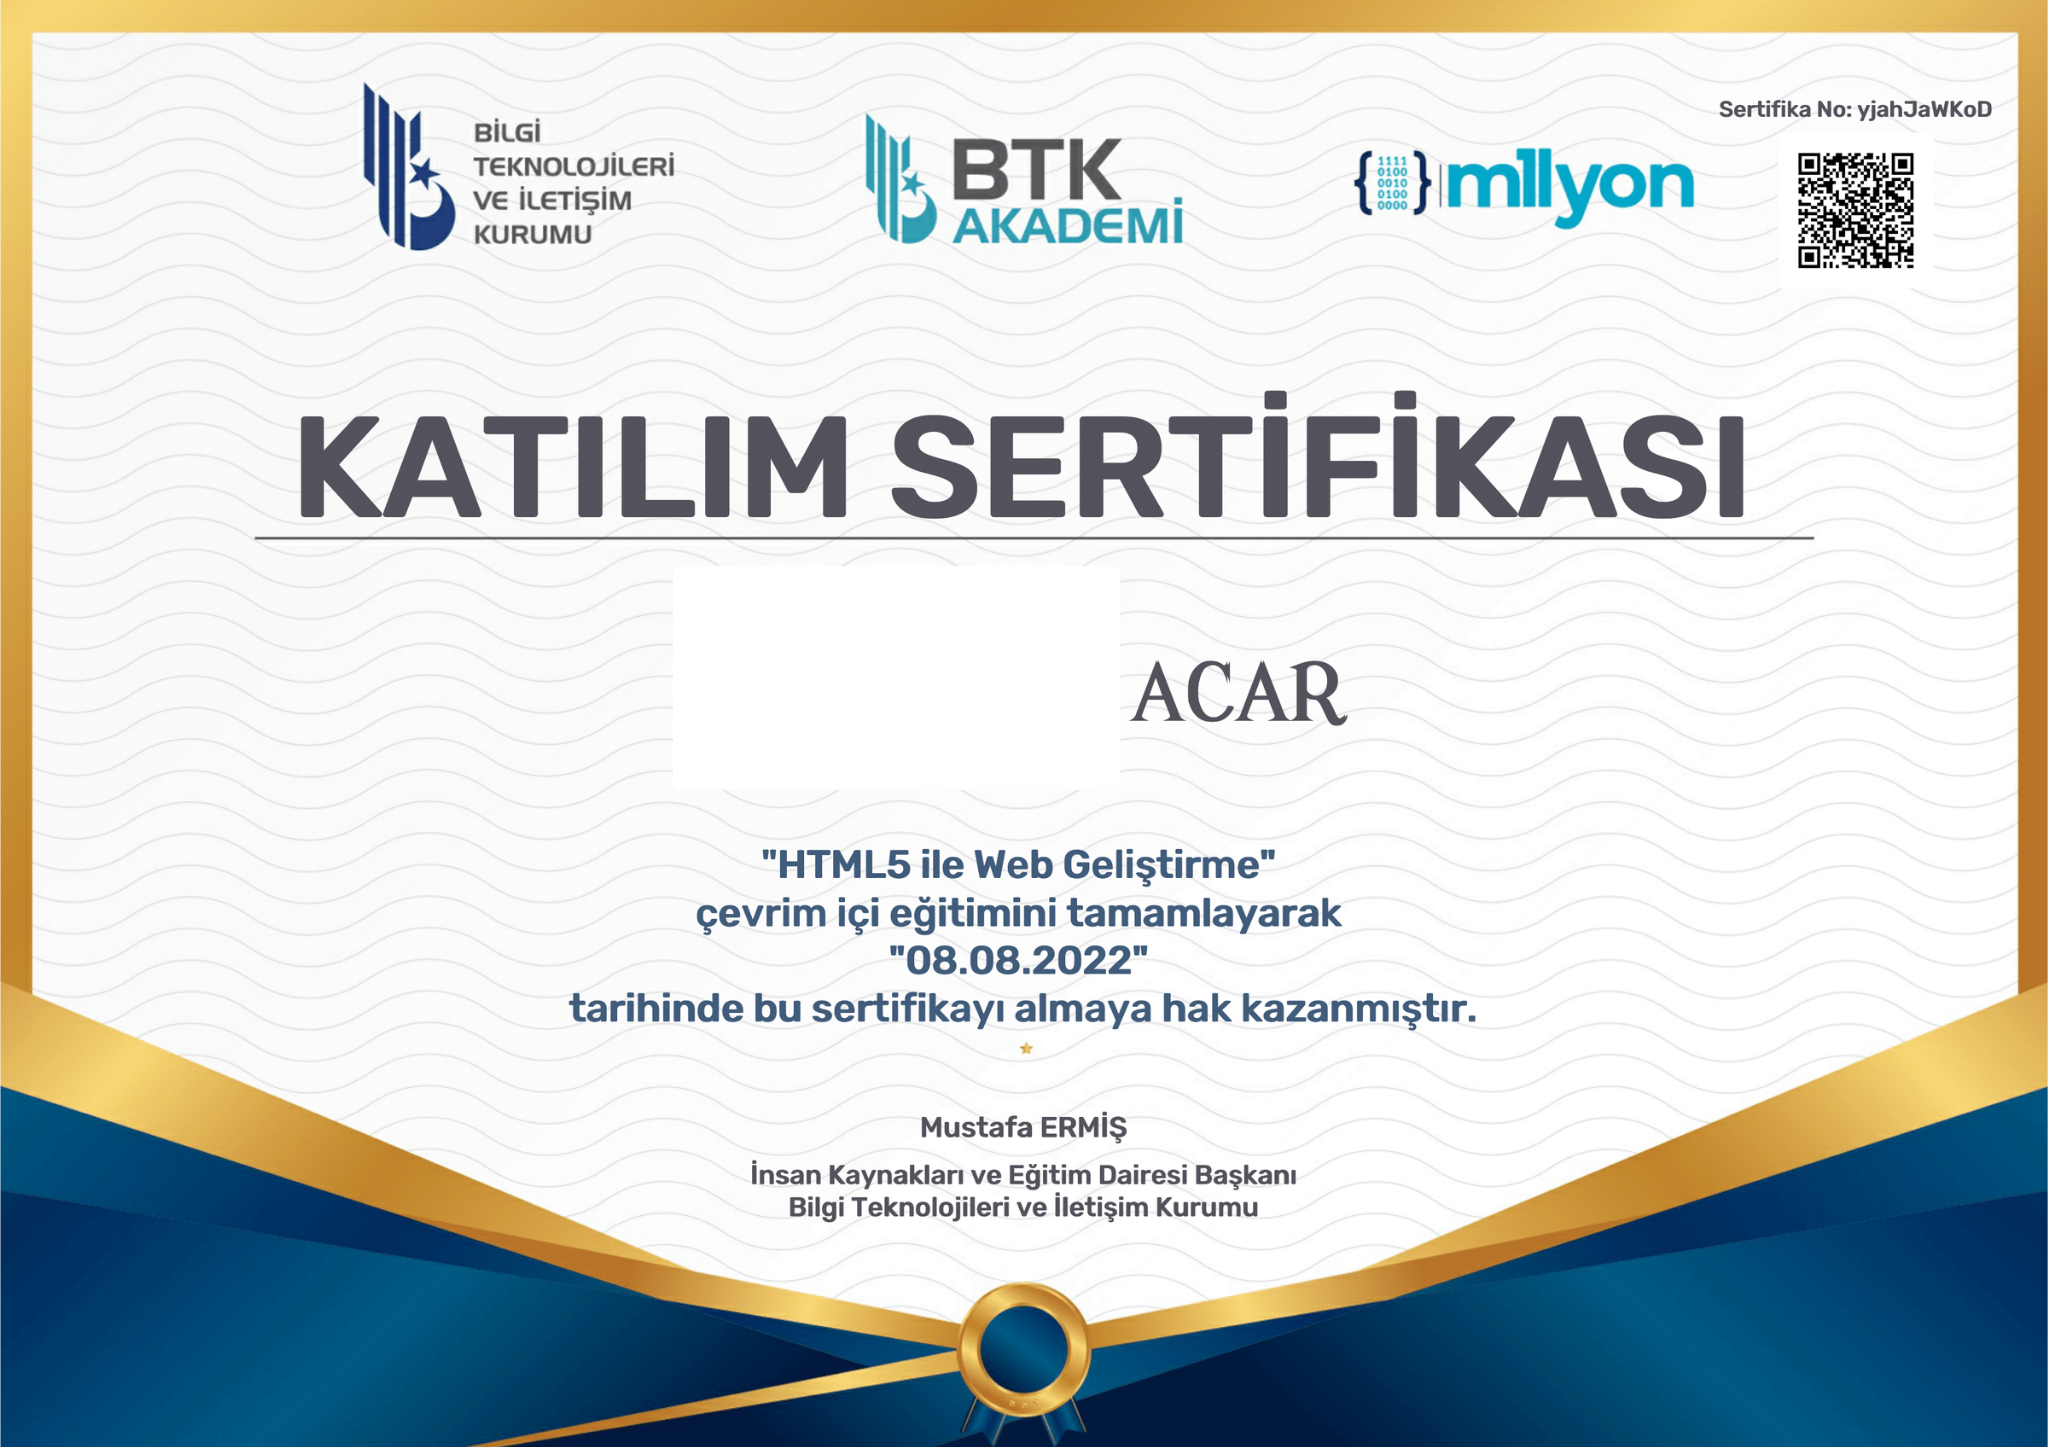 BİLGİ
TEKNOLOJİLERİ
VE İLETİŞİM
KURUMU
BTK
AKADEMİ
1111
0100
0010
0100
0000
m1lyon
Sertifika No: yjahJaWKoD
KATILIM SERTİFİKASI
ACAR
"HTML5 ile Web Geliştirme"
çevrim içi eğitimini tamamlayarak
"08.08.2022"
tarihinde bu sertifikayı almaya hak kazanmıştır.
Mustafa ERMİŞ
İnsan Kaynakları ve Eğitim Dairesi Başkanı
Bilgi Teknolojileri ve İletişim Kurumu